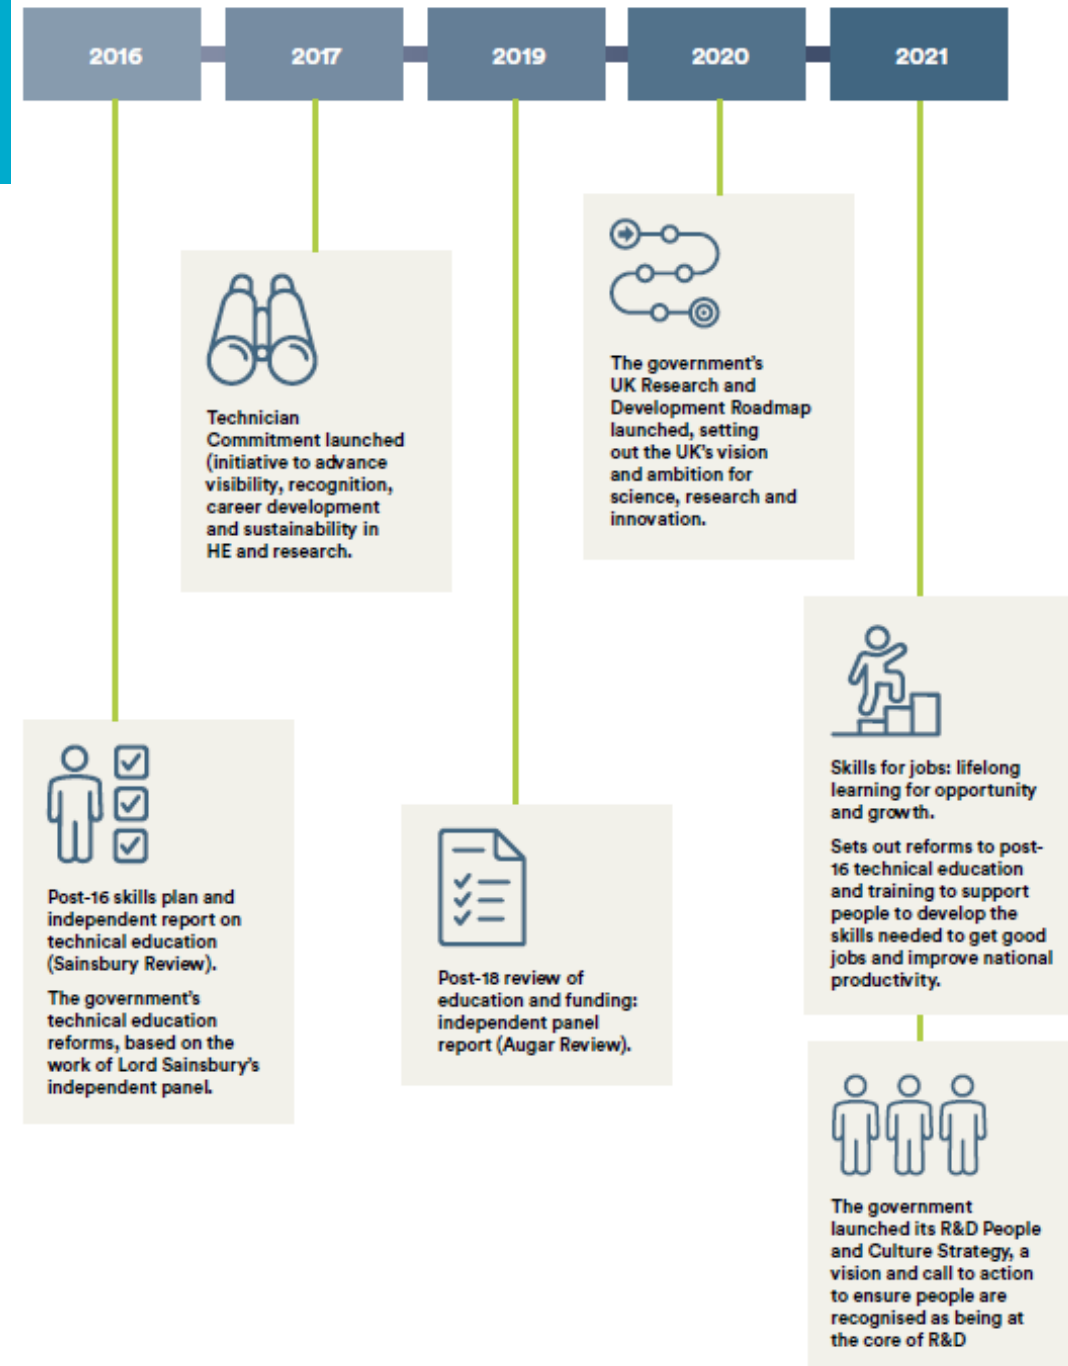 2016
2017
2019
2020
2021
Technician
Commitment launched
(initiative to advance
visibility, recognition,
career development
and sustainability in
HE and research.
The government's
UK Research and
Development Roadmap
launched, setting
out the UK's vision
and ambition for
science, research and
innovation.
Post-16 skills plan and
independent report on
technical education
(Sainsbury Review).
The government's
technical education
reforms, based on the
work of Lord Sainsbury's
independent panel.
Post-18 review of
education and funding:
independent panel
report (Augar Review).
Skills for jobs: lifelong
learning for opportunity
and growth.
Sets out reforms to post-
16 technical education
and training to support
people to develop the
skills needed to get good
jobs and improve national
productivity.
The government
launched its R&D People
and Culture Strategy, a
vision and call to action
to ensure people are
recognised as being at
the core of R&D